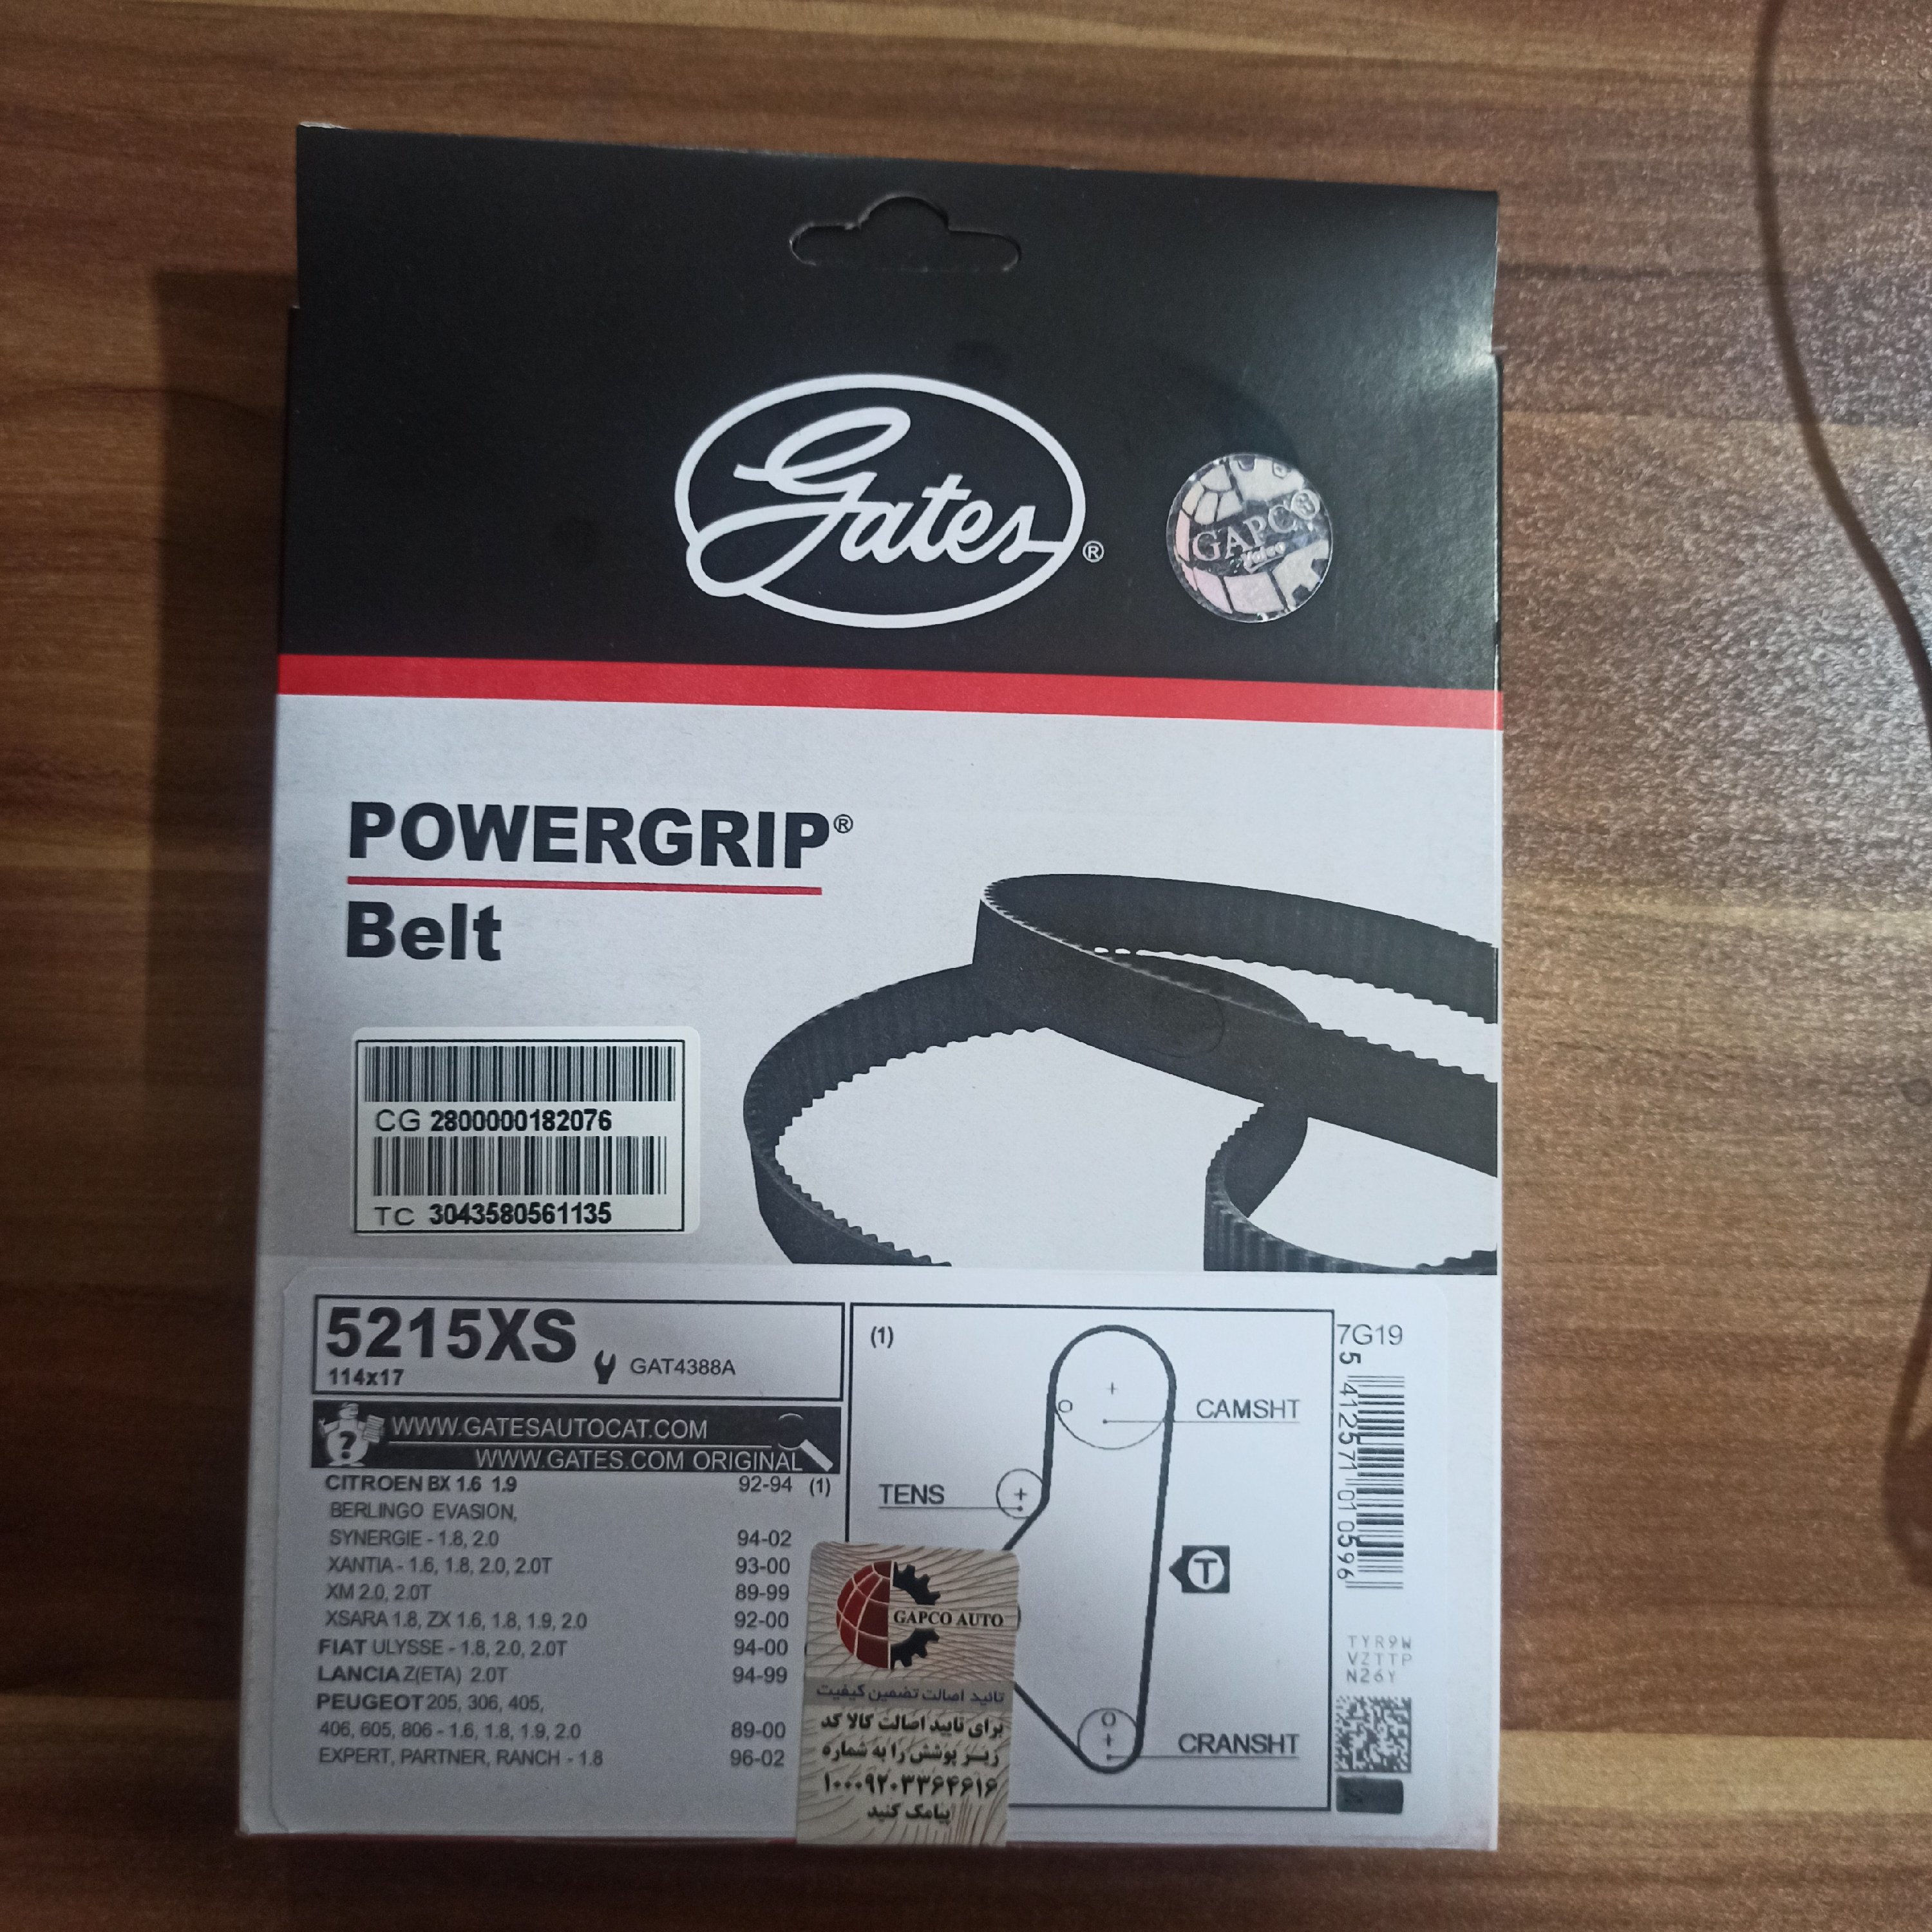 Gates®
GAPCO®
Valeo
POWERGRIP®
Belt
CG 2800000182076
TC 3043580561135
5215XS
114x17
GAT4388A
WWW.GATESAUTOCAT.COM
WWW.GATES.COM ORIGINAL
CITROEN BX 1.6 1.9 92-94 (1)
BERLINGO EVASION,
SYNERGIE - 1.8, 2.0 94-02
XANTIA - 1.6, 1.8, 2.0, 2.0T 93-00
XM 2.0, 2.0T 89-99
XSARA 1.8, ZX 1.6, 1.8, 1.9, 2.0 92-00
FIAT ULYSSE - 1.8, 2.0, 2.0T 94-00
LANCIA Z(ETA) 2.0T 94-99
PEUGEOT 205, 306, 405,
406, 605, 806 - 1.6, 1.8, 1.9, 2.0 89-00
EXPERT, PARTNER, RANCH - 1.8 96-02
(1)
CAMSHT
TENS
T
CRANSHT
7G19
5 412571 010596
TYR9W
VZTTP
N26Y
GAPCO AUTO
تائید اصالت تضمین کیفیت
برای تایید اصالت کالا کد
زیر پوشش را به شماره
۱۰۰۰۹۲۰۳۳۶۴۶۱۶
پیامک کنید